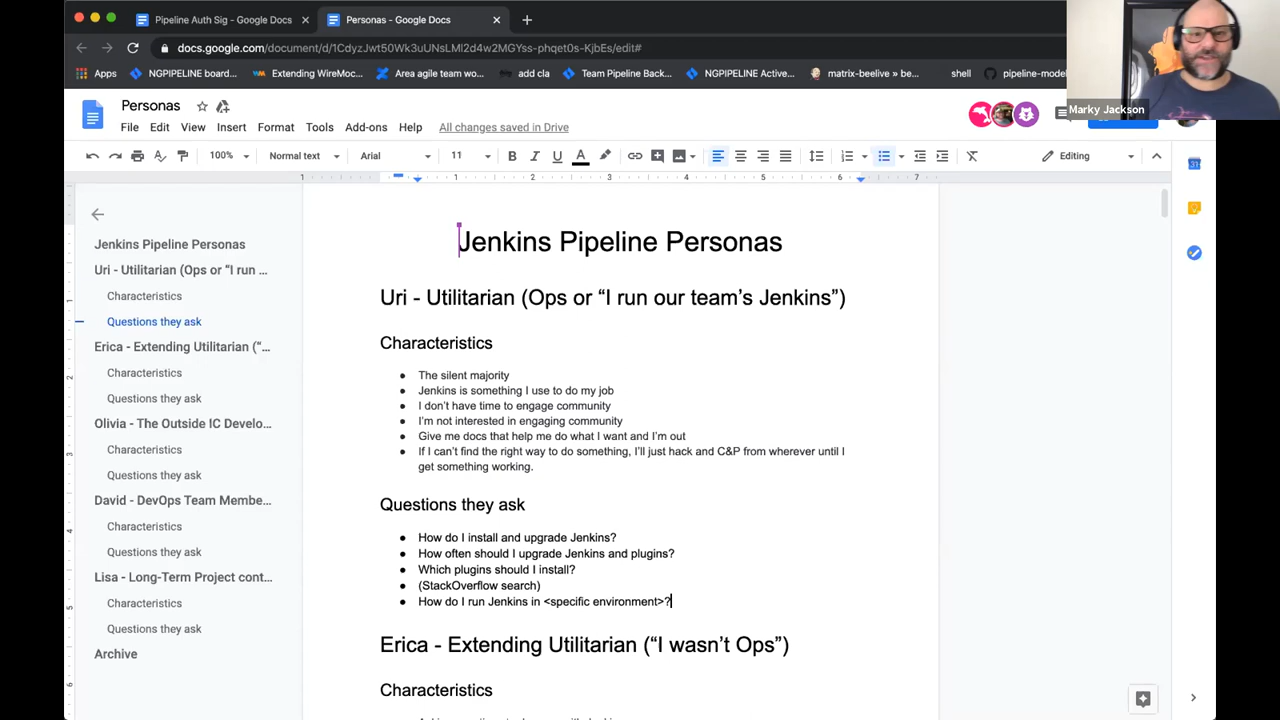 Pipeline Auth Sig - Google Docs
Personas - Google Docs
docs.google.com/document/d/1CdyzJwt50Wk3uUNsLMl2d4w2MGYss-phqet0s-KjbEs/edit#
Apps
NGPIPELINE board...
Extending WireMoc...
Area agile team wo...
add cla
Team Pipeline Back...
NGPIPELINE Active...
matrix-beelive » be...
shell
pipeline-model
Marky Jackson
Personas
File Edit View Insert Format Tools Add-ons Help All changes saved in Drive
100% Normal text Arial 11 Editing
1 1 2 3 4 5 6 7
Jenkins Pipeline Personas
Uri - Utilitarian (Ops or “I run ...
Characteristics
Questions they ask
Erica - Extending Utilitarian (“...
Characteristics
Questions they ask
Olivia - The Outside IC Develo...
Characteristics
Questions they ask
David - DevOps Team Membe...
Characteristics
Questions they ask
Lisa - Long-Term Project cont...
Characteristics
Questions they ask
Archive
Jenkins Pipeline Personas
Uri - Utilitarian (Ops or “I run our team’s Jenkins”)
Characteristics
● The silent majority
● Jenkins is something I use to do my job
● I don’t have time to engage community
● I’m not interested in engaging community
● Give me docs that help me do what I want and I’m out
● If I can’t find the right way to do something, I’ll just hack and C&P from wherever until I
get something working.
Questions they ask
● How do I install and upgrade Jenkins?
● How often should I upgrade Jenkins and plugins?
● Which plugins should I install?
● (StackOverflow search)
● How do I run Jenkins in <specific environment>?
Erica - Extending Utilitarian (“I wasn’t Ops”)
Characteristics